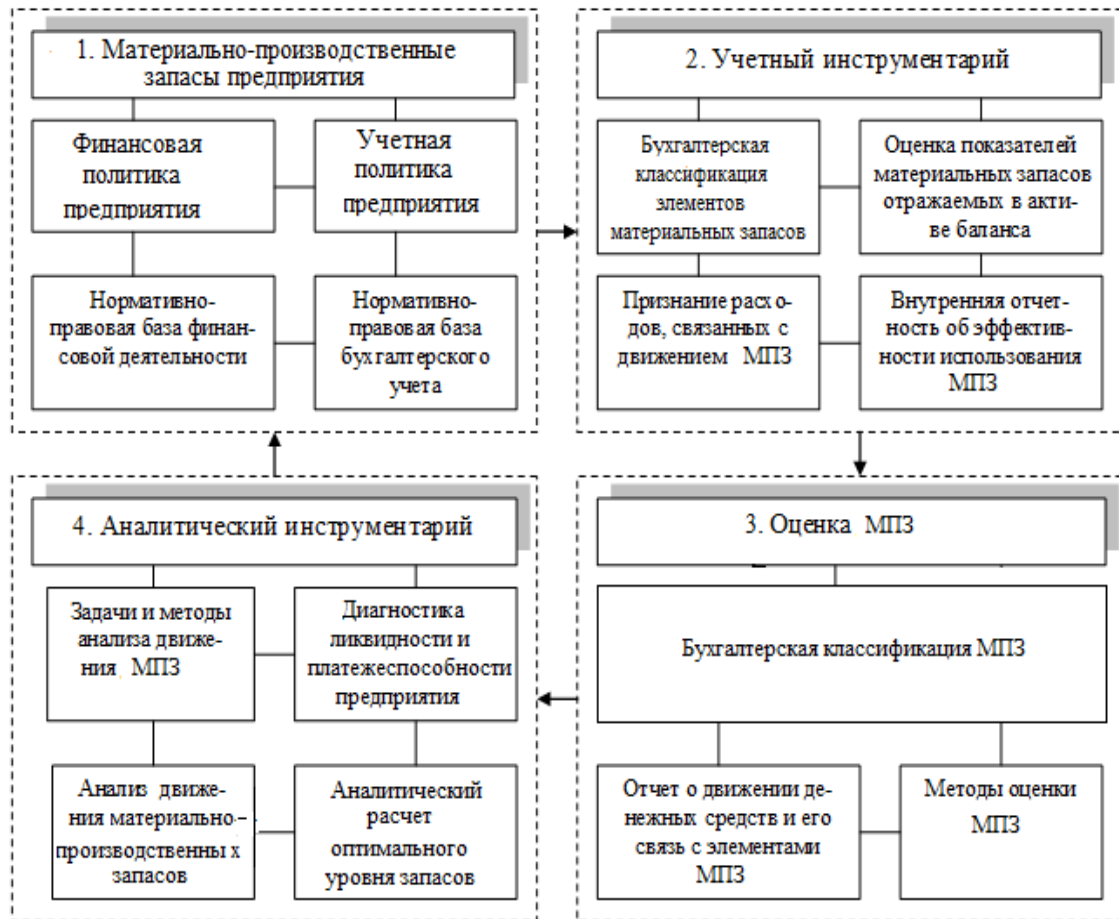 1. Материально-производственные
запасы предприятия
Финансовая
политика
предприятия
Учетная
политика
предприятия
Нормативно-
правовая база финан-
совой деятельности
Нормативно-
правовая база
бухгалтерского
учета
2. Учетный инструментарий
Бухгалтерская
классификация
элементов
материальных запасов
Оценка показателей
материальных запасов
отражаемых в акти-
ве баланса
Признание расхо-
дов, связанных с
движением МПЗ
Внутренняя отчет-
ность об эффектив-
ности использования
МПЗ
4. Аналитический инструментарий
Задачи и методы
анализа движе-
ния МПЗ
Диагностика
ликвидности и
платежеспособности
предприятия
Анализ движе-
ния материально–
производственны х
запасов
Аналитический
расчет
оптимального
уровня запасов
3. Оценка МПЗ
Бухгалтерская классификация МПЗ
Отчет о движении де-
нежных средств и его
связь с элементами
МПЗ
Методы оценки
МПЗ